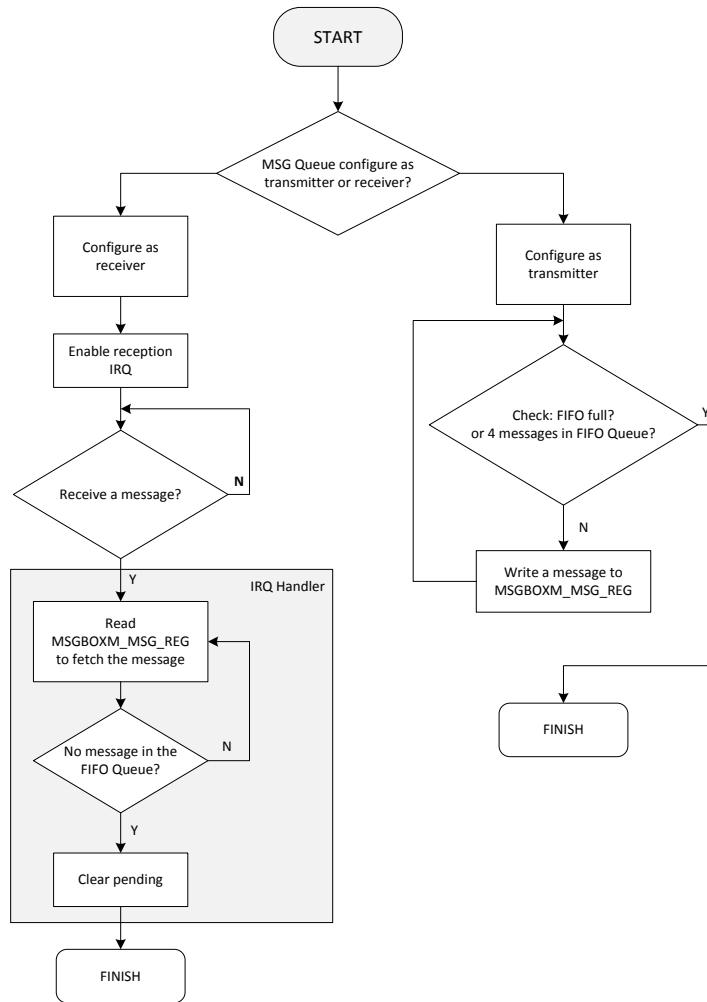 START
MSG Queue configure as
transmitter or receiver?
Configure as
receiver
Enable reception
IRQ
Receive a message?
N
Y
IRQ Handler
Read
MSGBOXM_MSG_REG
to fetch the message
No message in the
FIFO Queue?
N
Y
Clear pending
FINISH
Configure as
transmitter
Check: FIFO full?
or 4 messages in FIFO Queue?
Y
N
Write a message to
MSGBOXM_MSG_REG
FINISH